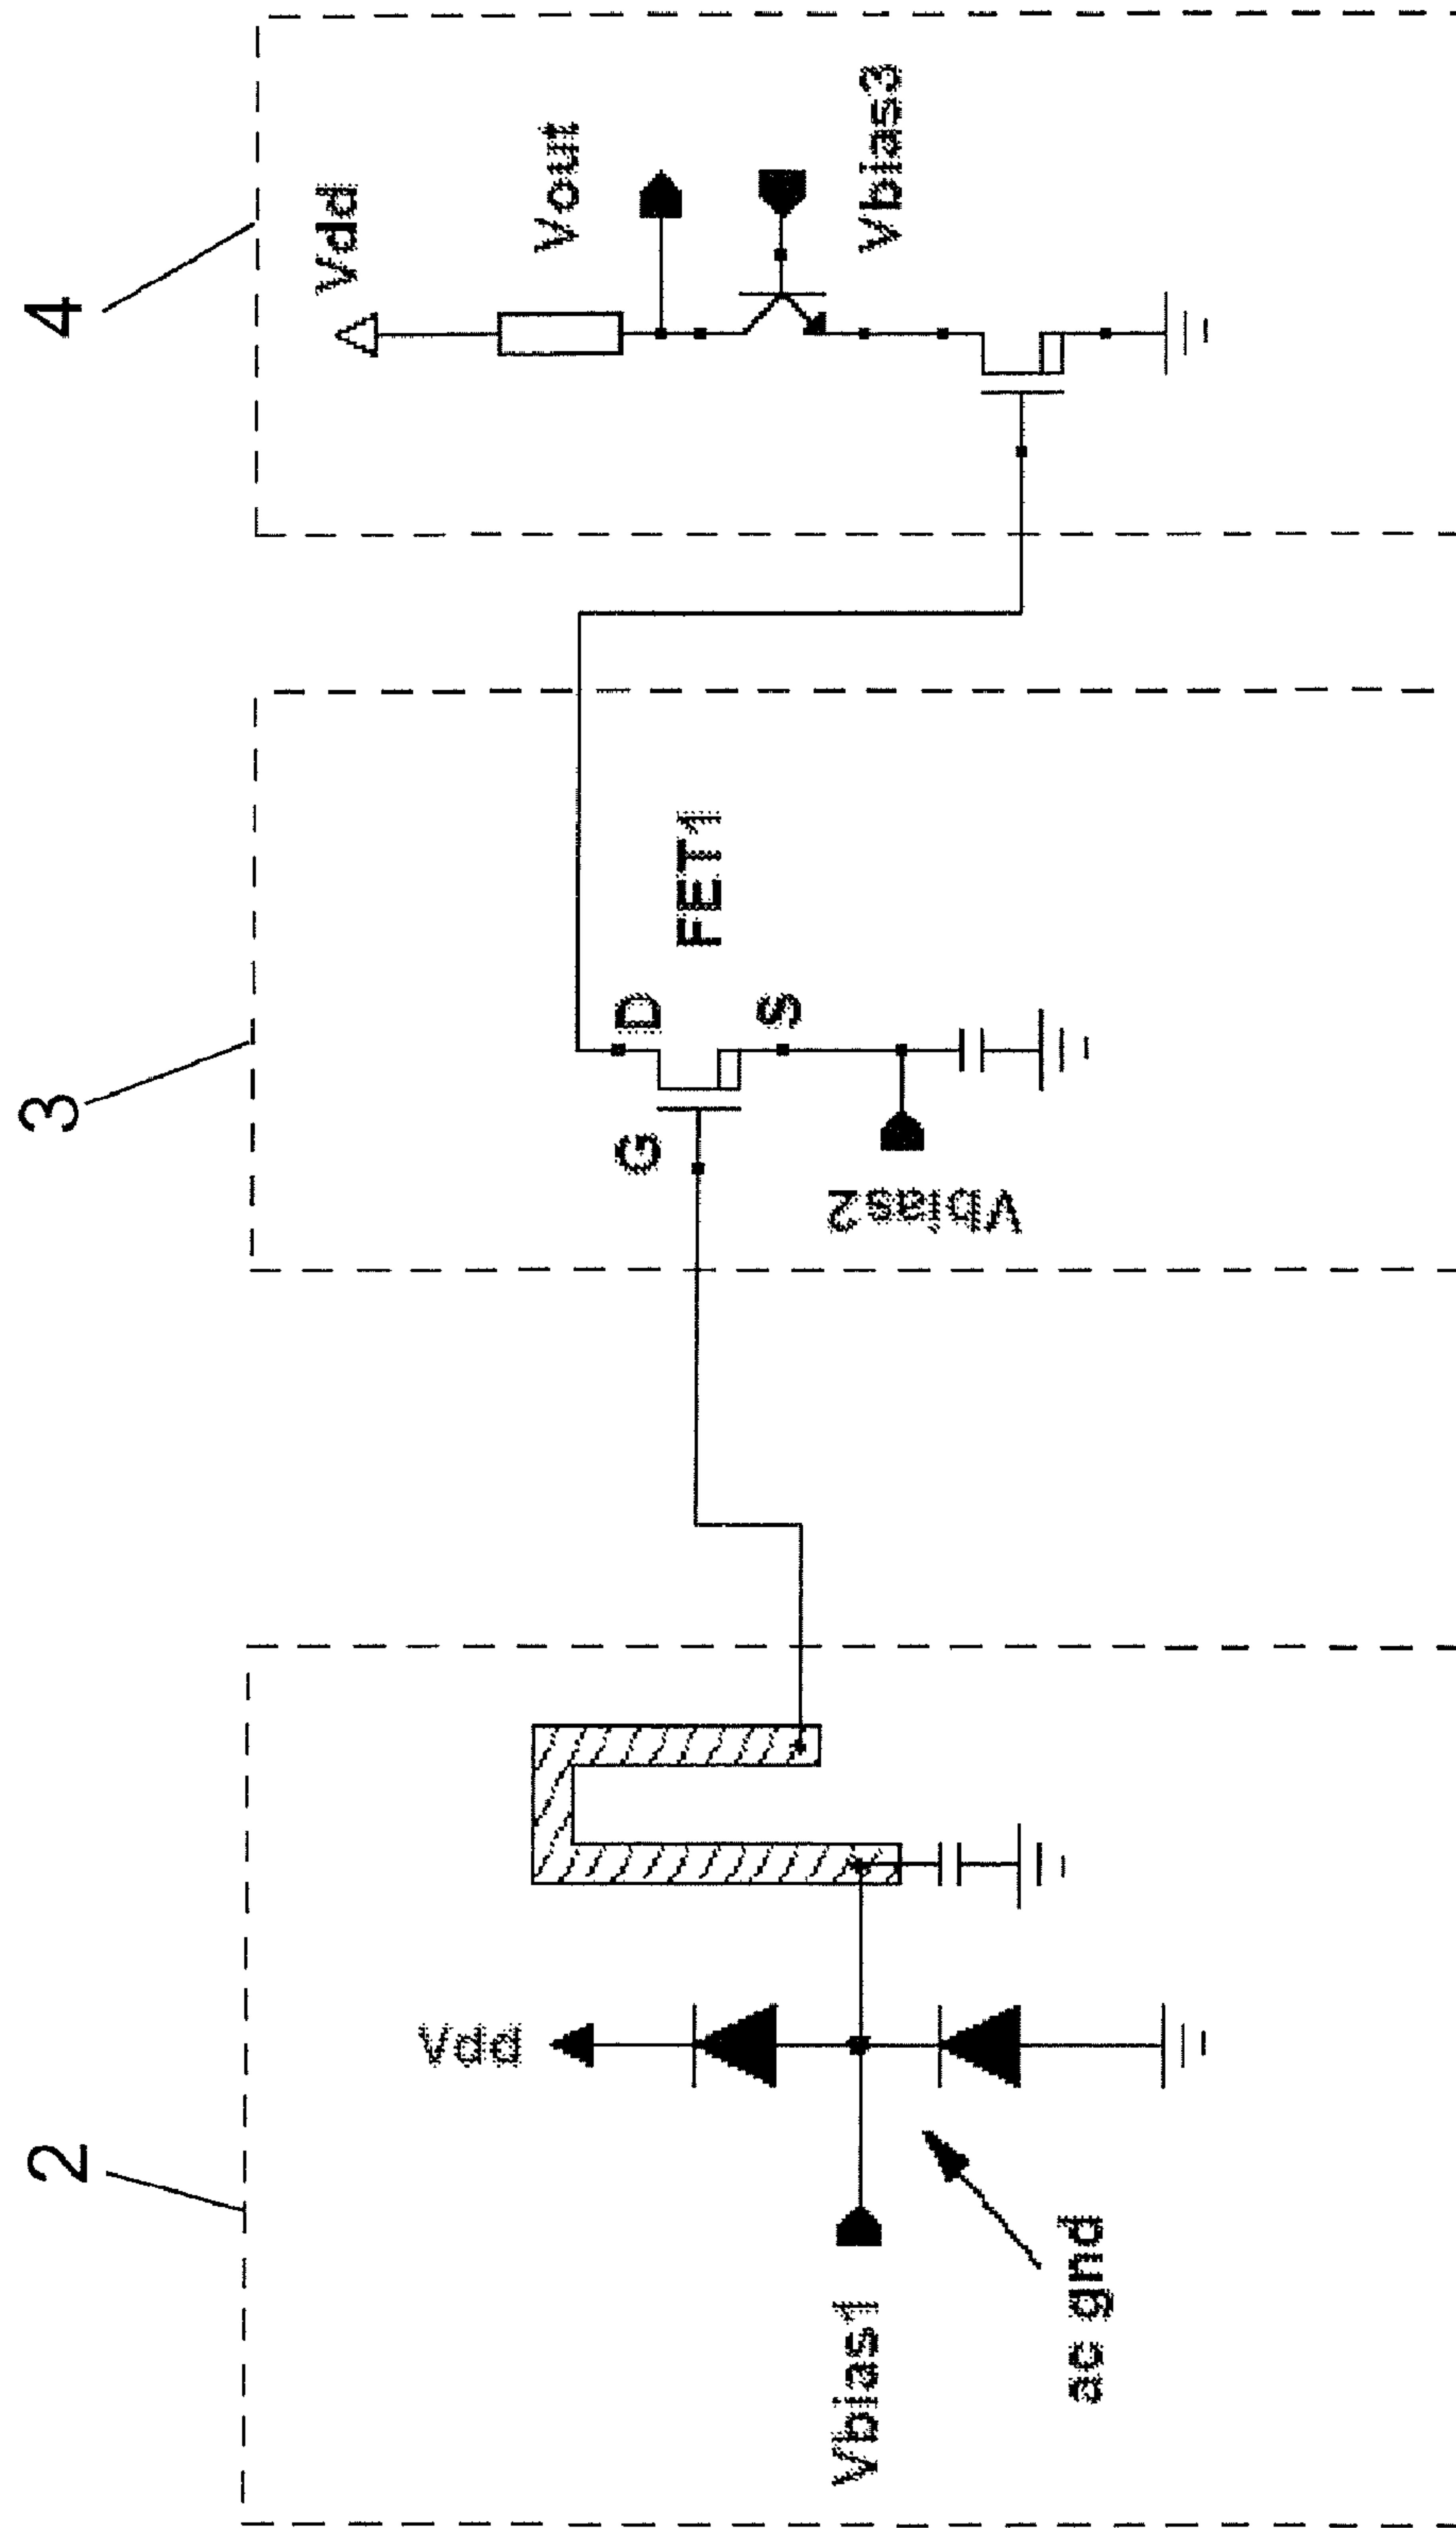 2
3
4
Vdd
Vbias1
ac gnd
G
D
S
FET1
Vbias2
Vdd
Vout
Vbias3